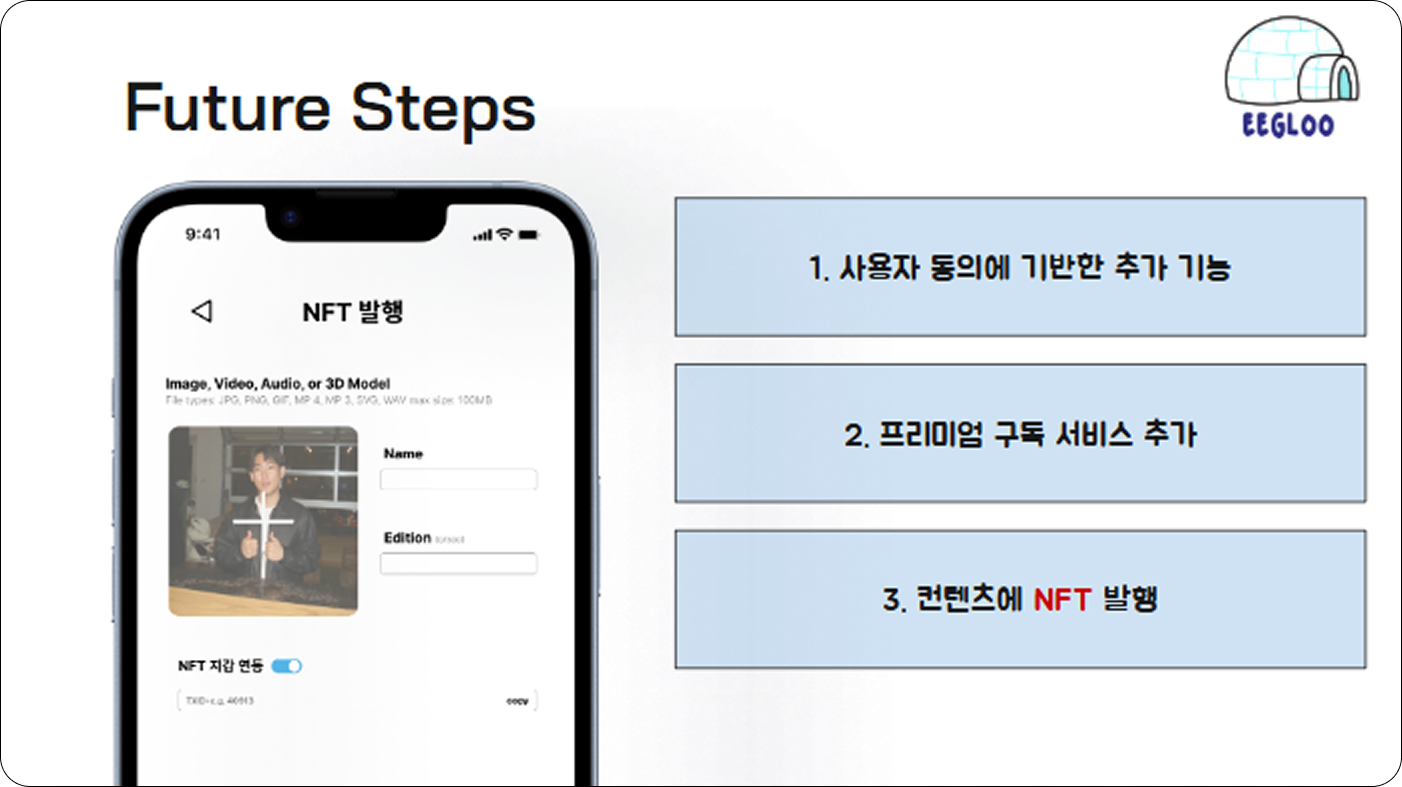 Future Steps
EEGLOO
9:41
NFT 발행
Image, Video, Audio, or 3D Model
File types: JPG, PNG, GIF, MP 4, MP 3, SVG, WAV max size: 100MB
Name
Edition
NFT 지갑 연동
copy
1. 사용자 동의에 기반한 추가 기능
2. 프리미엄 구독 서비스 추가
3. 컨텐츠에 NFT 발행